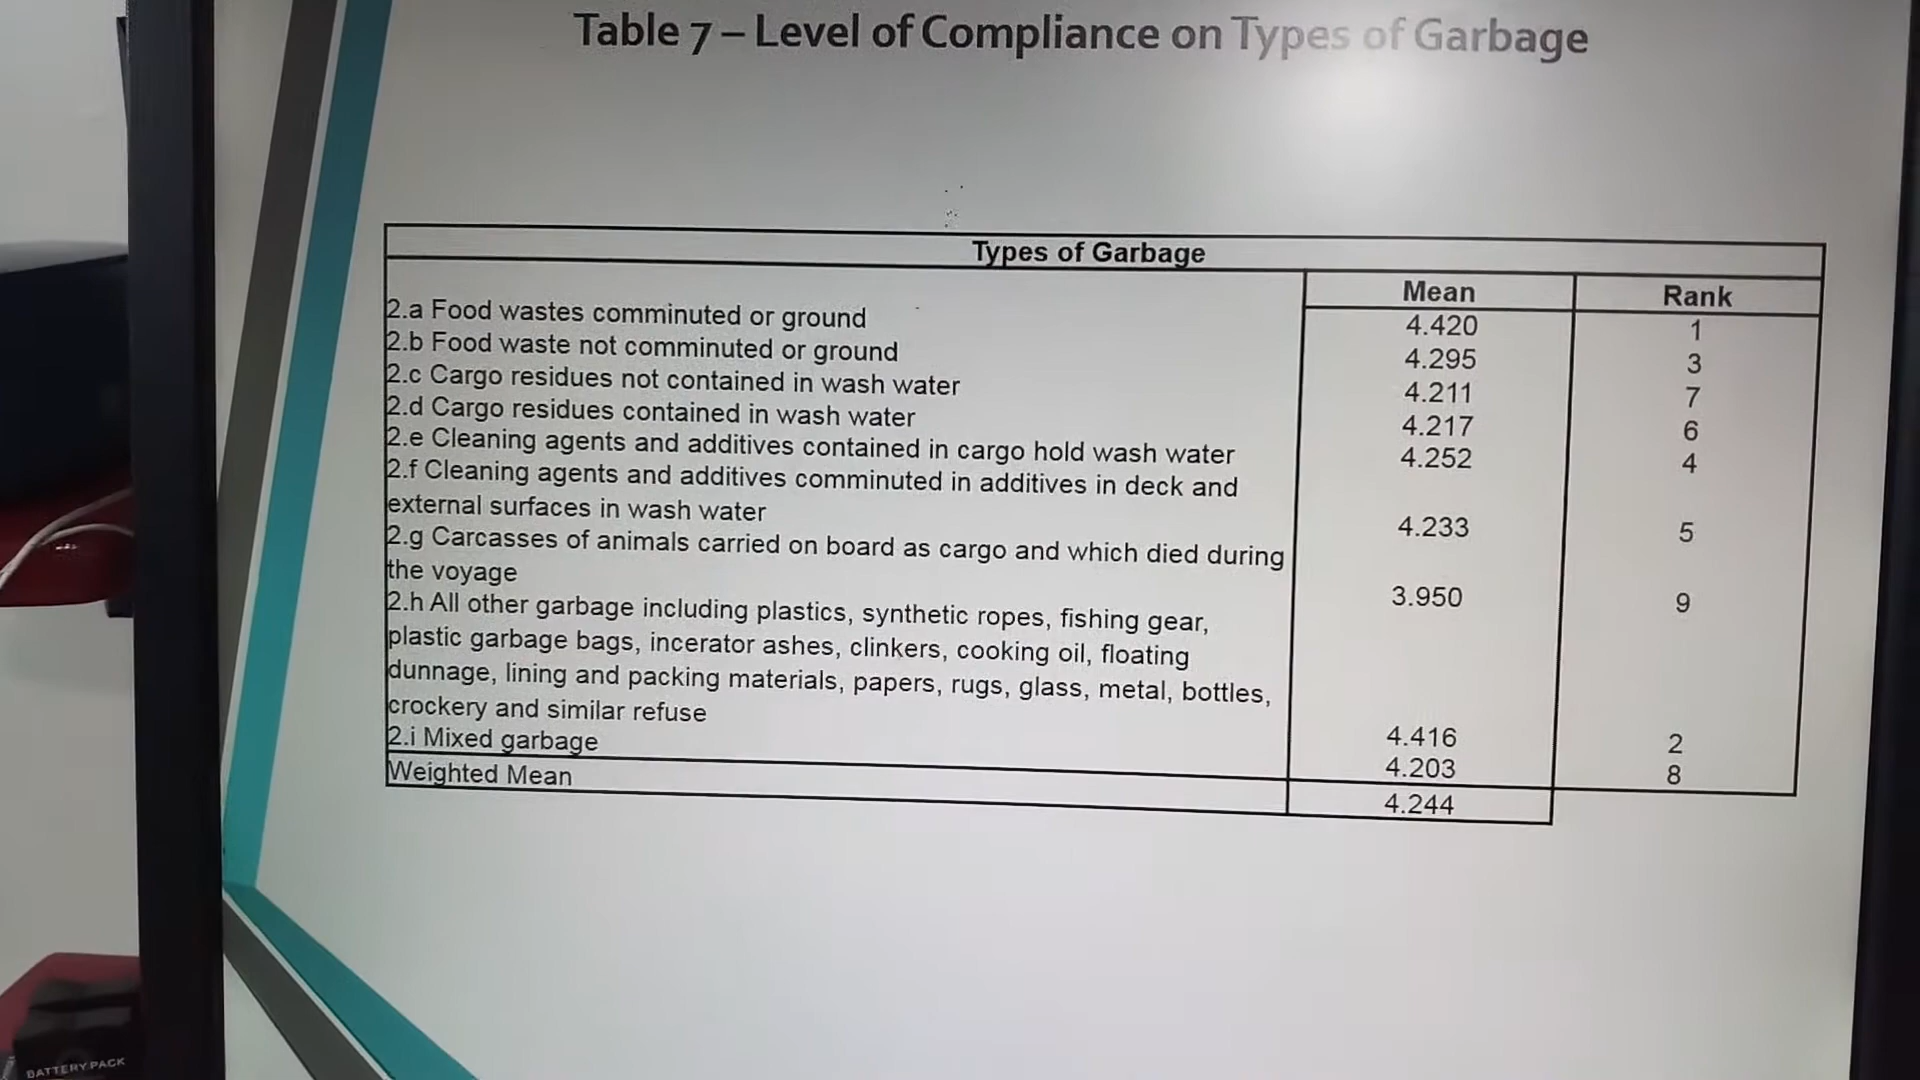 Table 7 – Level of Compliance on Types of Garbage
Types of Garbage
Mean Rank
2.a Food wastes comminuted or ground 4.420 1
2.b Food waste not comminuted or ground 4.295 3
2.c Cargo residues not contained in wash water 4.211 7
2.d Cargo residues contained in wash water 4.217 6
2.e Cleaning agents and additives contained in cargo hold wash water 4.252 4
2.f Cleaning agents and additives comminuted in additives in deck and
external surfaces in wash water 4.233 5
2.g Carcasses of animals carried on board as cargo and which died during
the voyage 3.950 9
2.h All other garbage including plastics, synthetic ropes, fishing gear,
plastic garbage bags, incerator ashes, clinkers, cooking oil, floating
dunnage, lining and packing materials, papers, rugs, glass, metal, bottles,
crockery and similar refuse 4.416 2
2.i Mixed garbage 4.203 8
Weighted Mean 4.244
BATTERY PACK